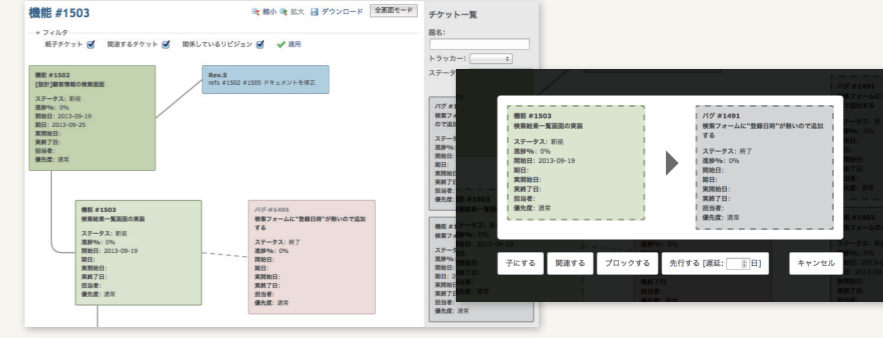 機能 #1503
縮小 拡大 ダウンロード 全画面モード
フィルタ
親子チケット 関連するチケット 関係しているリビジョン 適用
機能 #1502
[設計]顧客情報の検索画面
ステータス: 新規
進捗%: 0%
開始日: 2013-09-19
期日: 2013-09-25
実開始日:
実終了日:
担当者:
優先度: 通常
Rev.5
refs #1502 #1505 ドキュメントを修正
機能 #1503
検索結果一覧画面の実装
ステータス: 新規
進捗%: 0%
開始日: 2013-09-19
期日:
実開始日:
実終了日:
担当者:
優先度: 通常
バグ #1491
検索フォームに"登録日時"が無いので追加
する
ステータス: 終了
進捗%: 0%
開始日:
期日:
実開始日:
実終了日:
担当者:
優先度: 通常
チケット一覧
題名:
トラッカー:
ステータ
機能 #1503
検索結果一覧画面の実装
ステータス: 新規
進捗%: 0%
開始日: 2013-09-19
期日:
実開始日:
実終了日:
担当者:
優先度: 通常
バグ #1491
検索フォームに"登録日時"が無いので追加
する
ステータス: 終了
進捗%: 0%
開始日:
期日:
実開始日:
実終了日:
担当者:
優先度: 通常
子にする 関連する ブロックする 先行する [遅延: 日] キャンセル